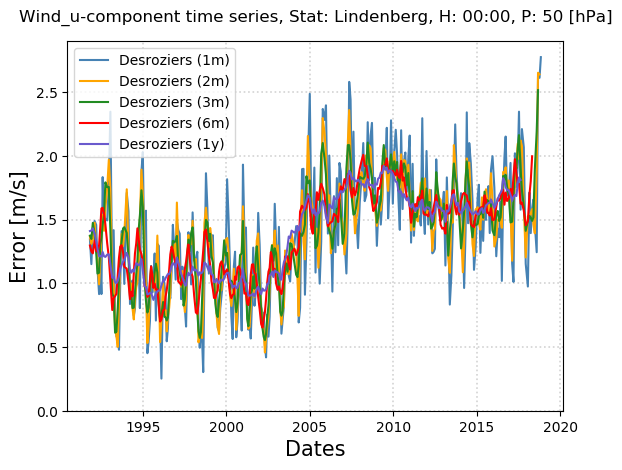 Wind_u-component time series, Stat: Lindenberg, H: 00:00, P: 50 [hPa]
Desroziers (1m)
Desroziers (2m)
Desroziers (3m)
Desroziers (6m)
Desroziers (1y)
Error [m/s]
2.5
2.0
1.5
1.0
0.5
0.0
1995 2000 2005 2010 2015 2020
Dates